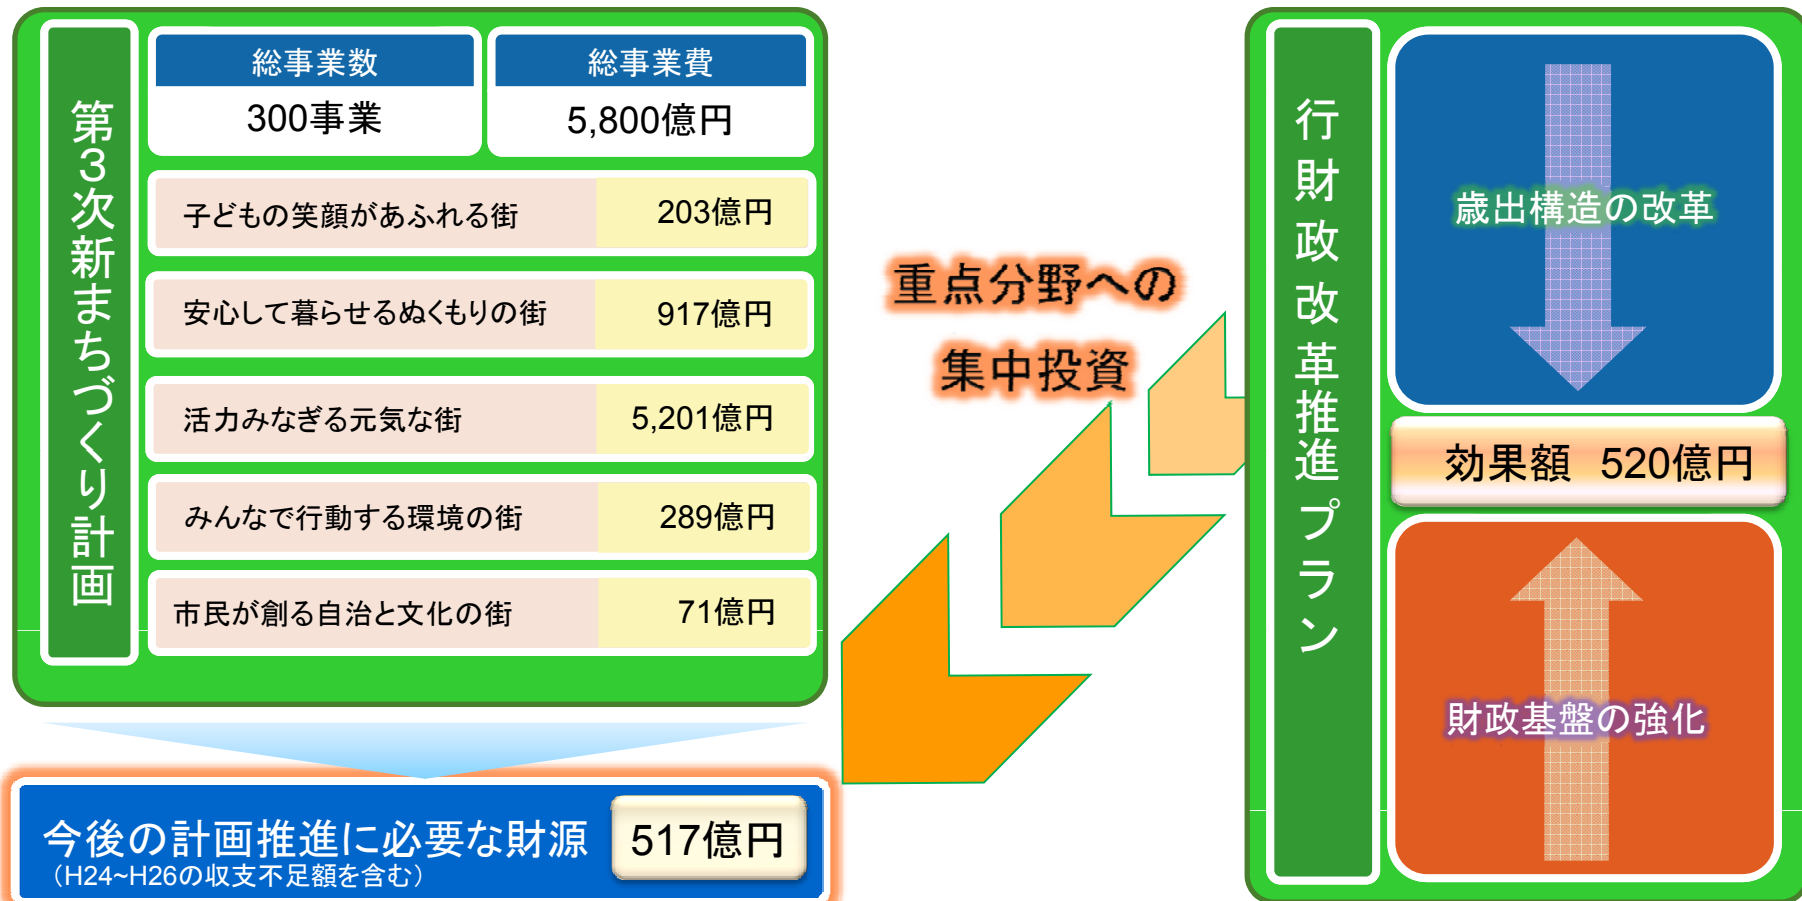 第3次新まちづくり計画
総事業数
300事業
総事業費
5,800億円
子どもの笑顔があふれる街 203億円
安心して暮らせるぬくもりの街 917億円
活力みなぎる元気な街 5,201億円
みんなで行動する環境の街 289億円
市民が創る自治と文化の街 71億円
今後の計画推進に必要な財源 517億円
（H24~H26の収支不足額を含む）
重点分野への
集中投資
行財政改革推進プラン
歳出構造の改革
効果額 520億円
財政基盤の強化